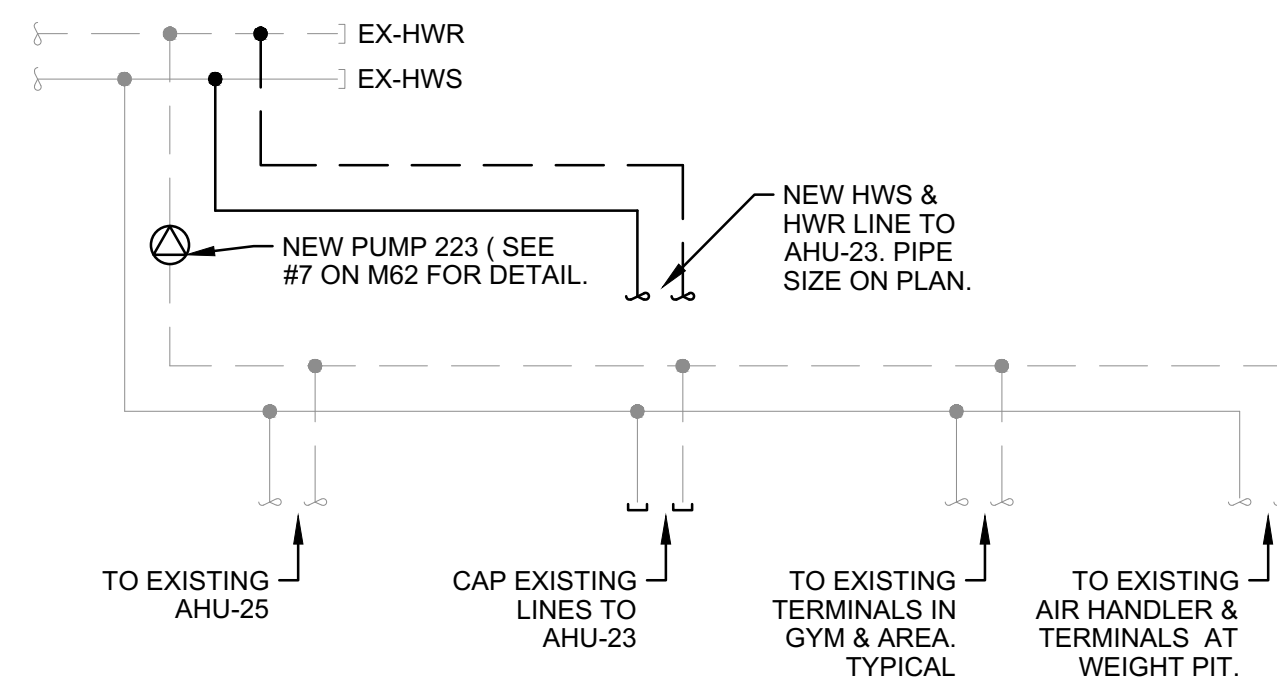 EX-HWR
EX-HWS
NEW HWS &
HWR LINE TO
AHU-23. PIPE
SIZE ON PLAN.
NEW PUMP 223 ( SEE
#7 ON M62 FOR DETAIL.
TO EXISTING
AHU-25
CAP EXISTING
LINES TO
AHU-23
TO EXISTING
TERMINALS IN
GYM & AREA.
TYPICAL
TO EXISTING
AIR HANDLER &
TERMINALS AT
WEIGHT PIT.